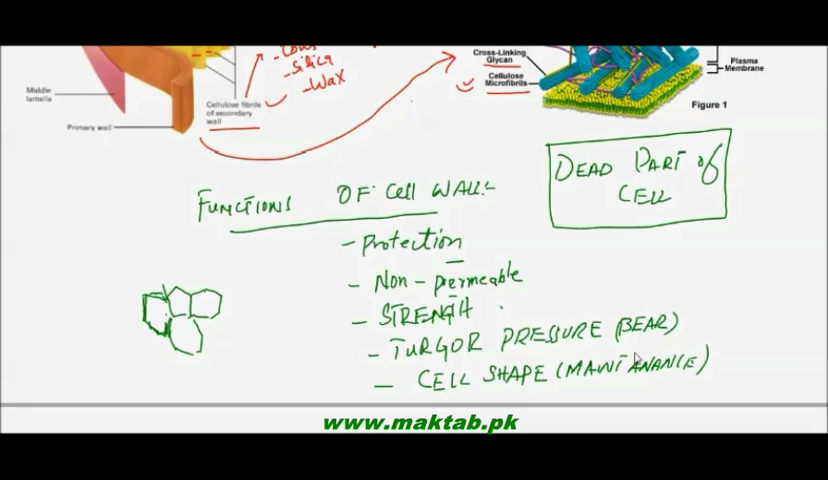 - Silica
- Wax
Middle
lamella
Primary wall
Cellulose fibrils
of secondary
wall
Cross-Linking
Glycan
Cellulose
Microfibrils
Plasma
Membrane
Figure 1
DEAD PART of
CELL
FUNCTIONS OF Cell WALL:-
- Protection
- Non - permeable
- STRENGTH
- TURGOR PRESSURE (BEAR)
- CELL SHAPE (MAINTANANCE)
www.maktab.pk